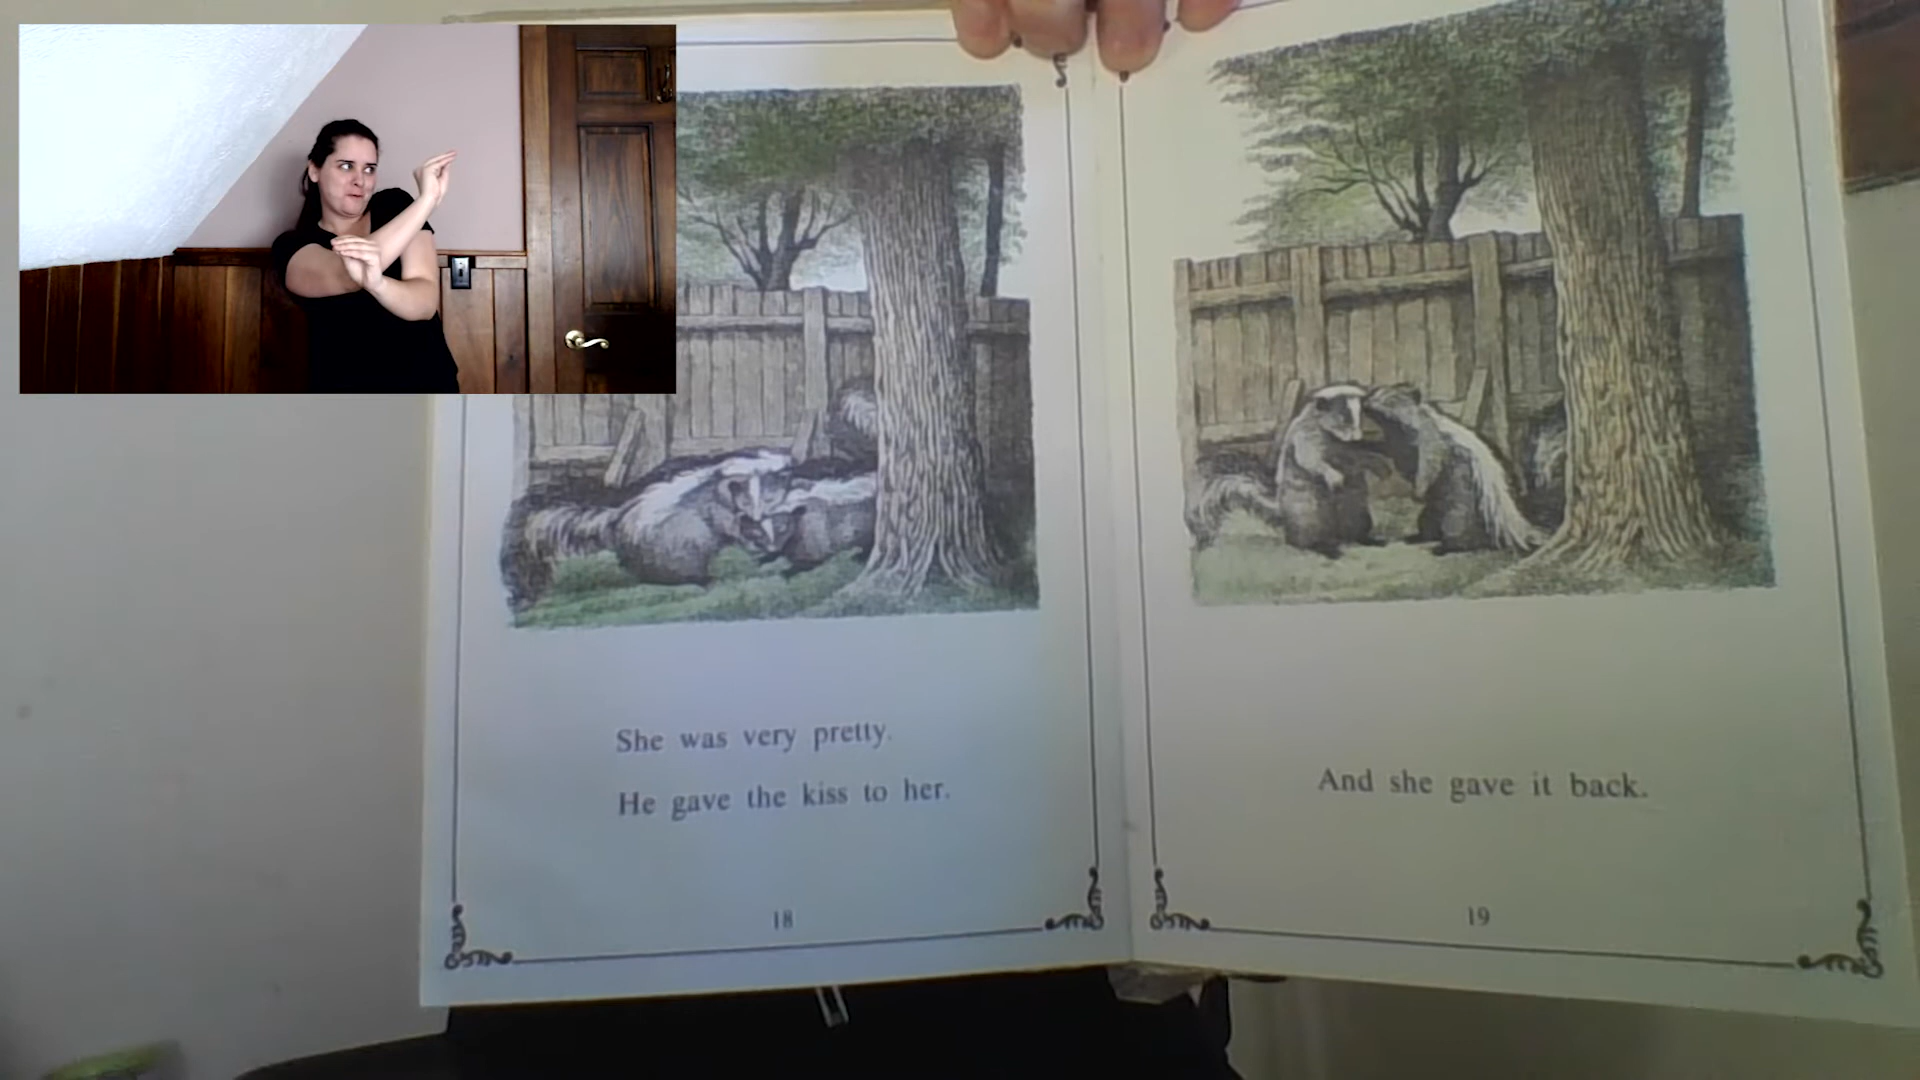 She was very pretty.
He gave the kiss to her.
18
And she gave it back.
19